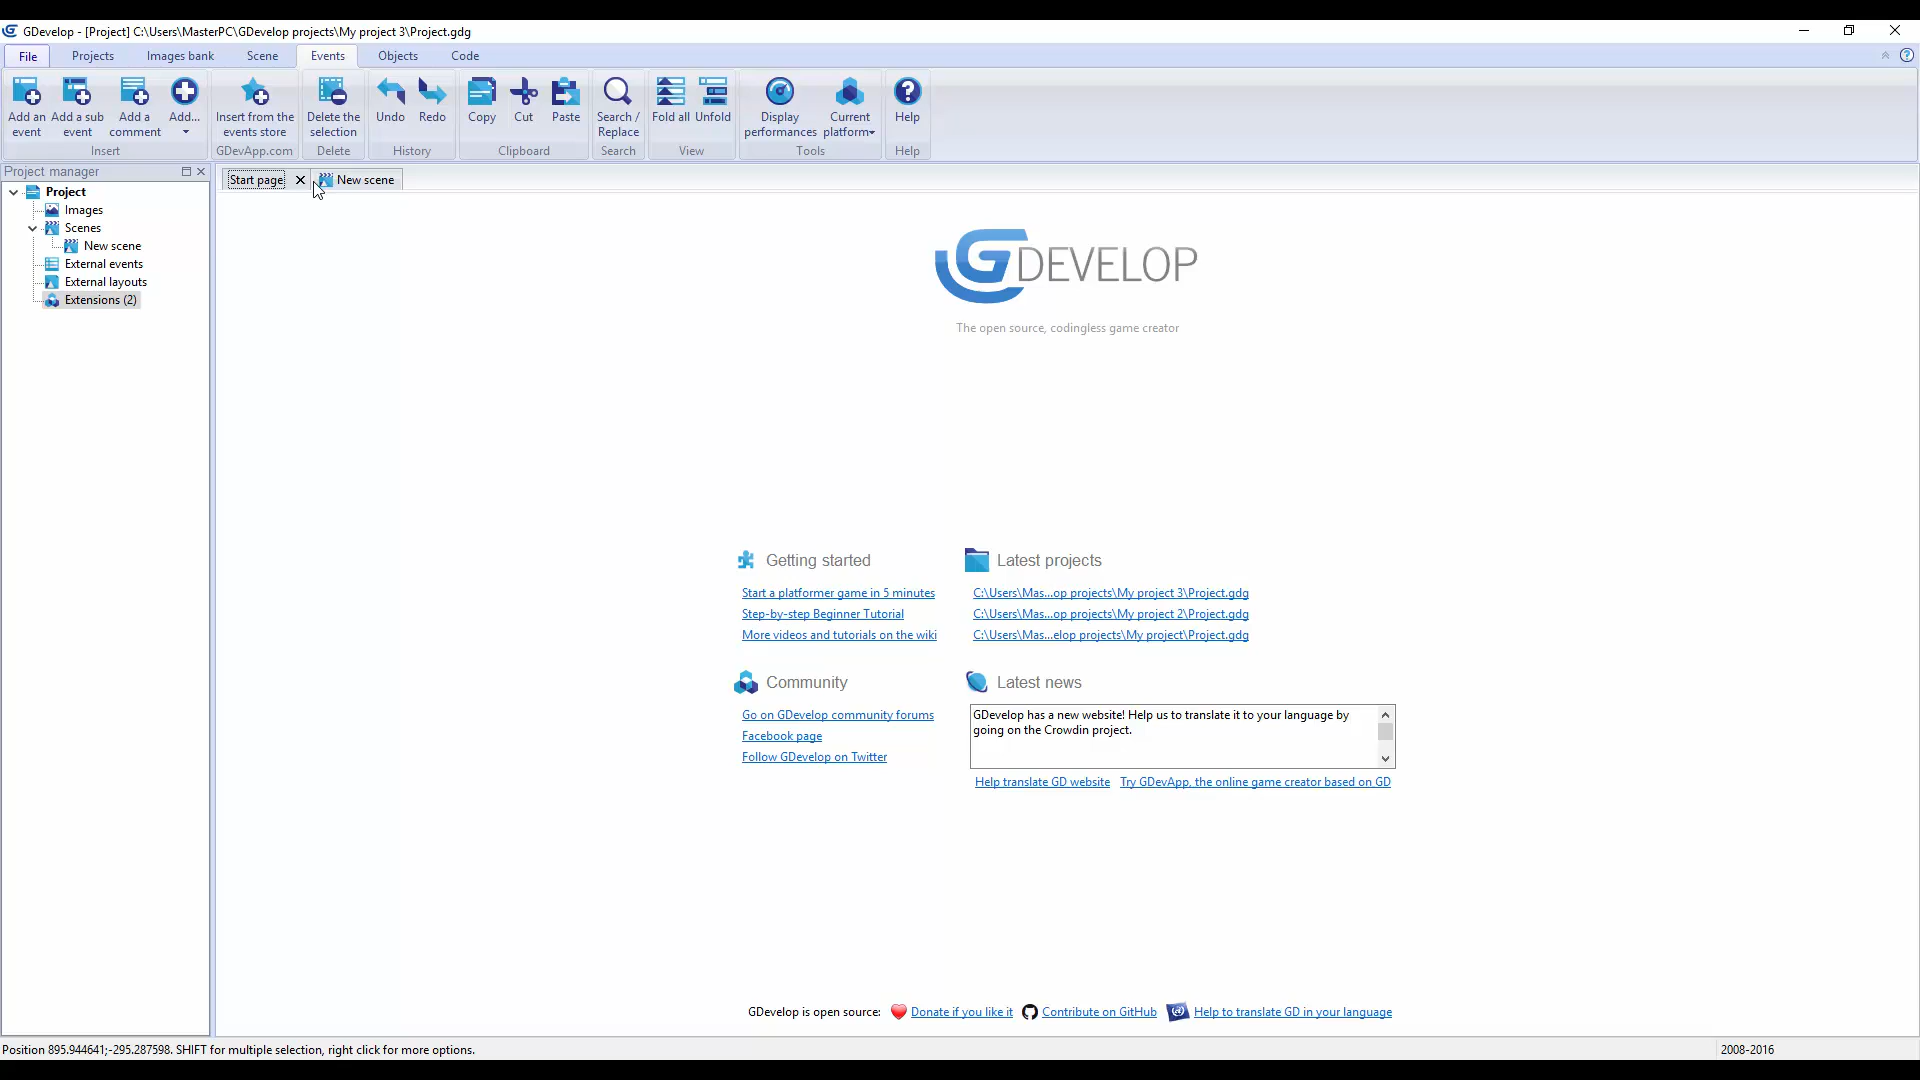 GDevelop - [Project] C:\Users\MasterPC\GDevelop projects\My project 3\Project.gdg
File Projects Images bank Scene Events Objects Code
Add an event Add a sub event Add a comment Add... Insert from the events store Delete the selection Undo Redo Copy Cut Paste Search / Replace Fold all Unfold Display performances Current platform Help
Insert GDevApp.com Delete History Clipboard Search View Tools Help
Project manager
Start page New scene
Project
Images
Scenes
New scene
External events
External layouts
Extensions (2)
GDEVELOP
The open source, codingless game creator
Getting started
Start a platformer game in 5 minutes
Step-by-step Beginner Tutorial
More videos and tutorials on the wiki
Latest projects
C:\Users\Mas...op projects\My project 3\Project.gdg
C:\Users\Mas...op projects\My project 2\Project.gdg
C:\Users\Mas...elop projects\My project\Project.gdg
Community
Go on GDevelop community forums
Facebook page
Follow GDevelop on Twitter
Latest news
GDevelop has a new website! Help us to translate it to your language by
going on the Crowdin project.
Help translate GD website Try GDevApp, the online game creator based on GD
GDevelop is open source: Donate if you like it Contribute on GitHub Help to translate GD in your language
Position 895.944641;-295.287598. SHIFT for multiple selection, right click for more options. 2008-2016